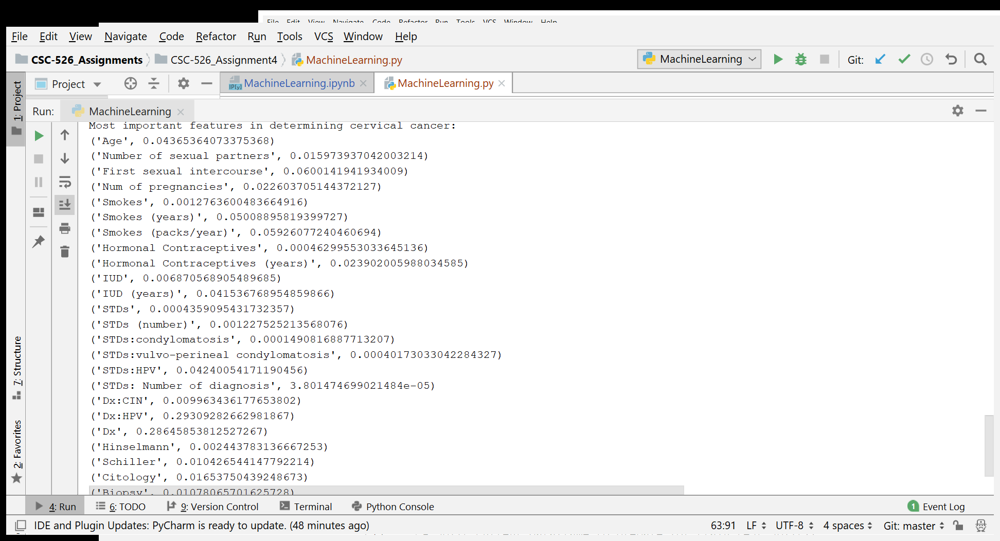 File Edit View Navigate Code Refactor Run Tools VCS Window Help
File Edit View Navigate Code Refactor Run Tools VCS Window Help
CSC-526_Assignments CSC-526_Assignment4 MachineLearning.py MachineLearning Git:
1: Project
Project MachineLearning.ipynb MachineLearning.py
Run: MachineLearning
Most important features in determining cervical cancer:
('Age', 0.04365364073375368)
('Number of sexual partners', 0.015973937042003214)
('First sexual intercourse', 0.0600141941934009)
('Num of pregnancies', 0.022603705144372127)
('Smokes', 0.0012763600483664916)
('Smokes (years)', 0.05008895819399727)
('Smokes (packs/year)', 0.05926077240460694)
('Hormonal Contraceptives', 0.00046299553033645136)
('Hormonal Contraceptives (years)', 0.023902005988034585)
('IUD', 0.006870568905489685)
('IUD (years)', 0.041536768954859866)
('STDs', 0.0004359095431732357)
('STDs (number)', 0.001227525213568076)
('STDs:condylomatosis', 0.0001490816887713207)
('STDs:vulvo-perineal condylomatosis', 0.00040173033042284327)
('STDs:HPV', 0.04240054171190456)
('STDs: Number of diagnosis', 3.801474699021484e-05)
('Dx:CIN', 0.009963436177653802)
('Dx:HPV', 0.29309282662981867)
('Dx', 0.28645853812527267)
('Hinselmann', 0.002443783136667253)
('Schiller', 0.010426544147792214)
('Citology', 0.01653750439248673)
('Biopsy', 0.01078065701625728)
7: Structure
2: Favorites
4: Run 6: TODO 9: Version Control Terminal Python Console 1 Event Log
IDE and Plugin Updates: PyCharm is ready to update. (48 minutes ago) 63:91 LF UTF-8 4 spaces Git: master